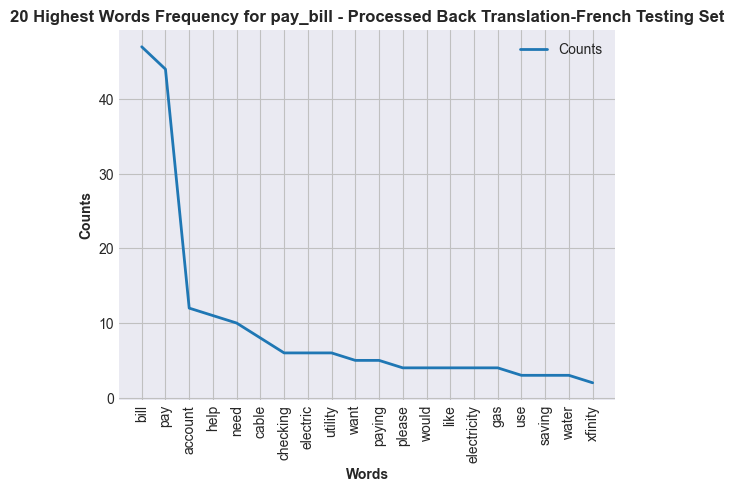 20 Highest Words Frequency for pay_bill - Processed Back Translation-French Testing Set
Counts
40
30
20
10
0
Counts
bill
pay
account
help
need
cable
checking
electric
utility
want
paying
please
would
like
electricity
gas
use
saving
water
xfinity
Words